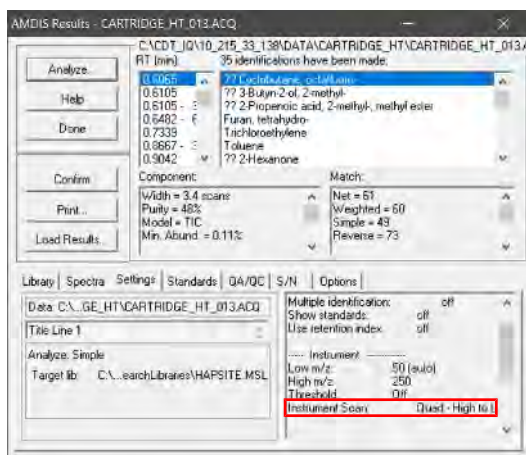 AMDIS Results - CARTRIDGE_HT_013.ACQ
C:\CDT_IQ\10_215_33_138\DATA\CARTRIDGE_HT\CARTRIDGE_HT_013.A
RT (min) 35 identifications have been made:
Analyze
Help
Done
0.6065 ?? Cyclobutane, octafluoro-
0.6105 ?? 3-Butyn-2-ol, 2-methyl-
0.6105 - ?? 2-Propenoic acid, 2-methyl-, methyl ester
0.6482 - Furan, tetrahydro-
0.7339 Trichloroethylene
0.8667 - Toluene
0.9042 ?? 2-Hexanone
Confirm
Print...
Load Results...
Component: Match:
Width = 3.4 scans Net = 61
Purity = 48% Weighted = 60
Model = TIC Simple = 49
Min. Abund. = 0.11% Reverse = 73
Library Spectra Settings Standards QA/QC S/N Options
Data: C:\...GE_HT\CARTRIDGE_HT_013.ACQ
Title Line 1
Analyze: Simple
Target lib: C:\...earchLibraries\HAPSITE.MSL
Multiple identification: off
Show standards: off
Use retention index: off
---- Instrument ----------
Low m/z: 50 (auto)
High m/z: 250
Threshold: Off
Instrument Scan: Quad - High to L